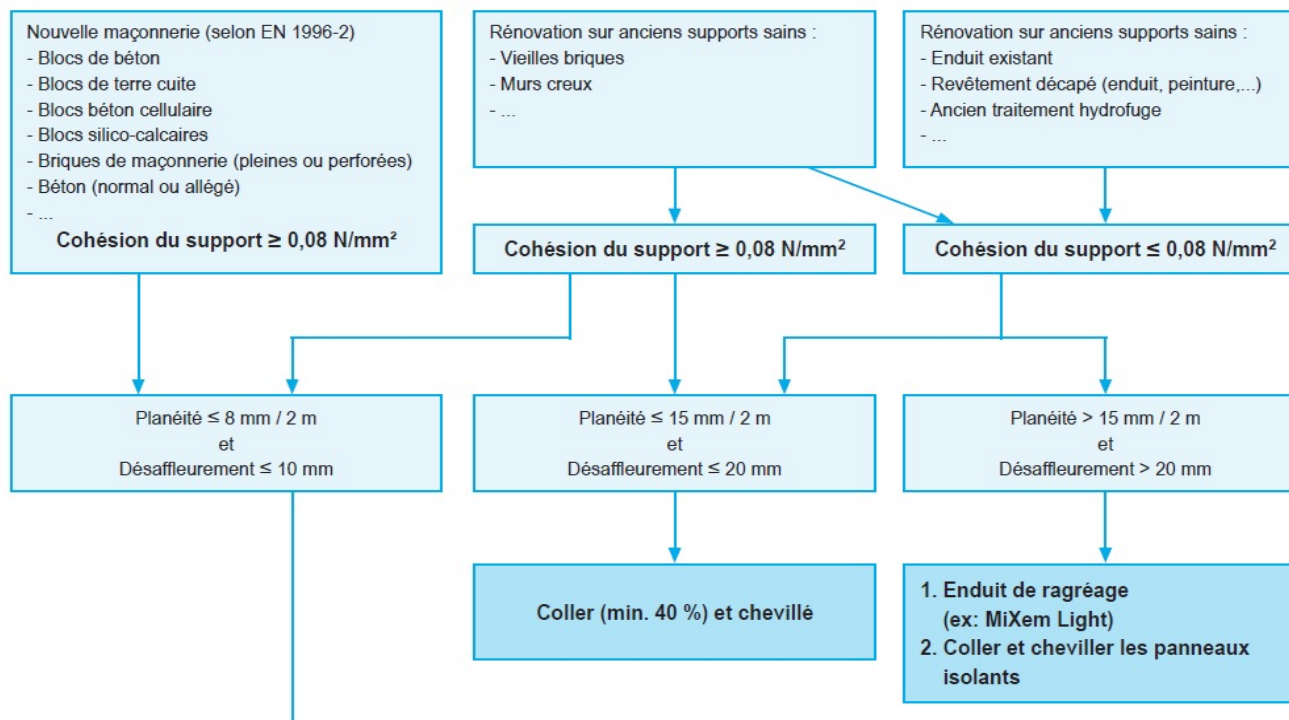 Nouvelle maçonnerie (selon EN 1996-2)
- Blocs de béton
- Blocs de terre cuite
- Blocs béton cellulaire
- Blocs silico-calcaires
- Briques de maçonnerie (pleines ou perforées)
- Béton (normal ou allégé)
- ...
Cohésion du support ≥ 0,08 N/mm²
Rénovation sur anciens supports sains :
- Vieilles briques
- Murs creux
- ...
Rénovation sur anciens supports sains :
- Enduit existant
- Revêtement décapé (enduit, peinture,...)
- Ancien traitement hydrofuge
- ...
Cohésion du support ≥ 0,08 N/mm²
Cohésion du support ≤ 0,08 N/mm²
Planéité ≤ 8 mm / 2 m
et
Désaffleurement ≤ 10 mm
Planéité ≤ 15 mm / 2 m
et
Désaffleurement ≤ 20 mm
Planéité > 15 mm / 2 m
et
Désaffleurement > 20 mm
Coller (min. 40 %) et chevillé
1. Enduit de ragréage
(ex: MiXem Light)
2. Coller et cheviller les panneaux
isolants